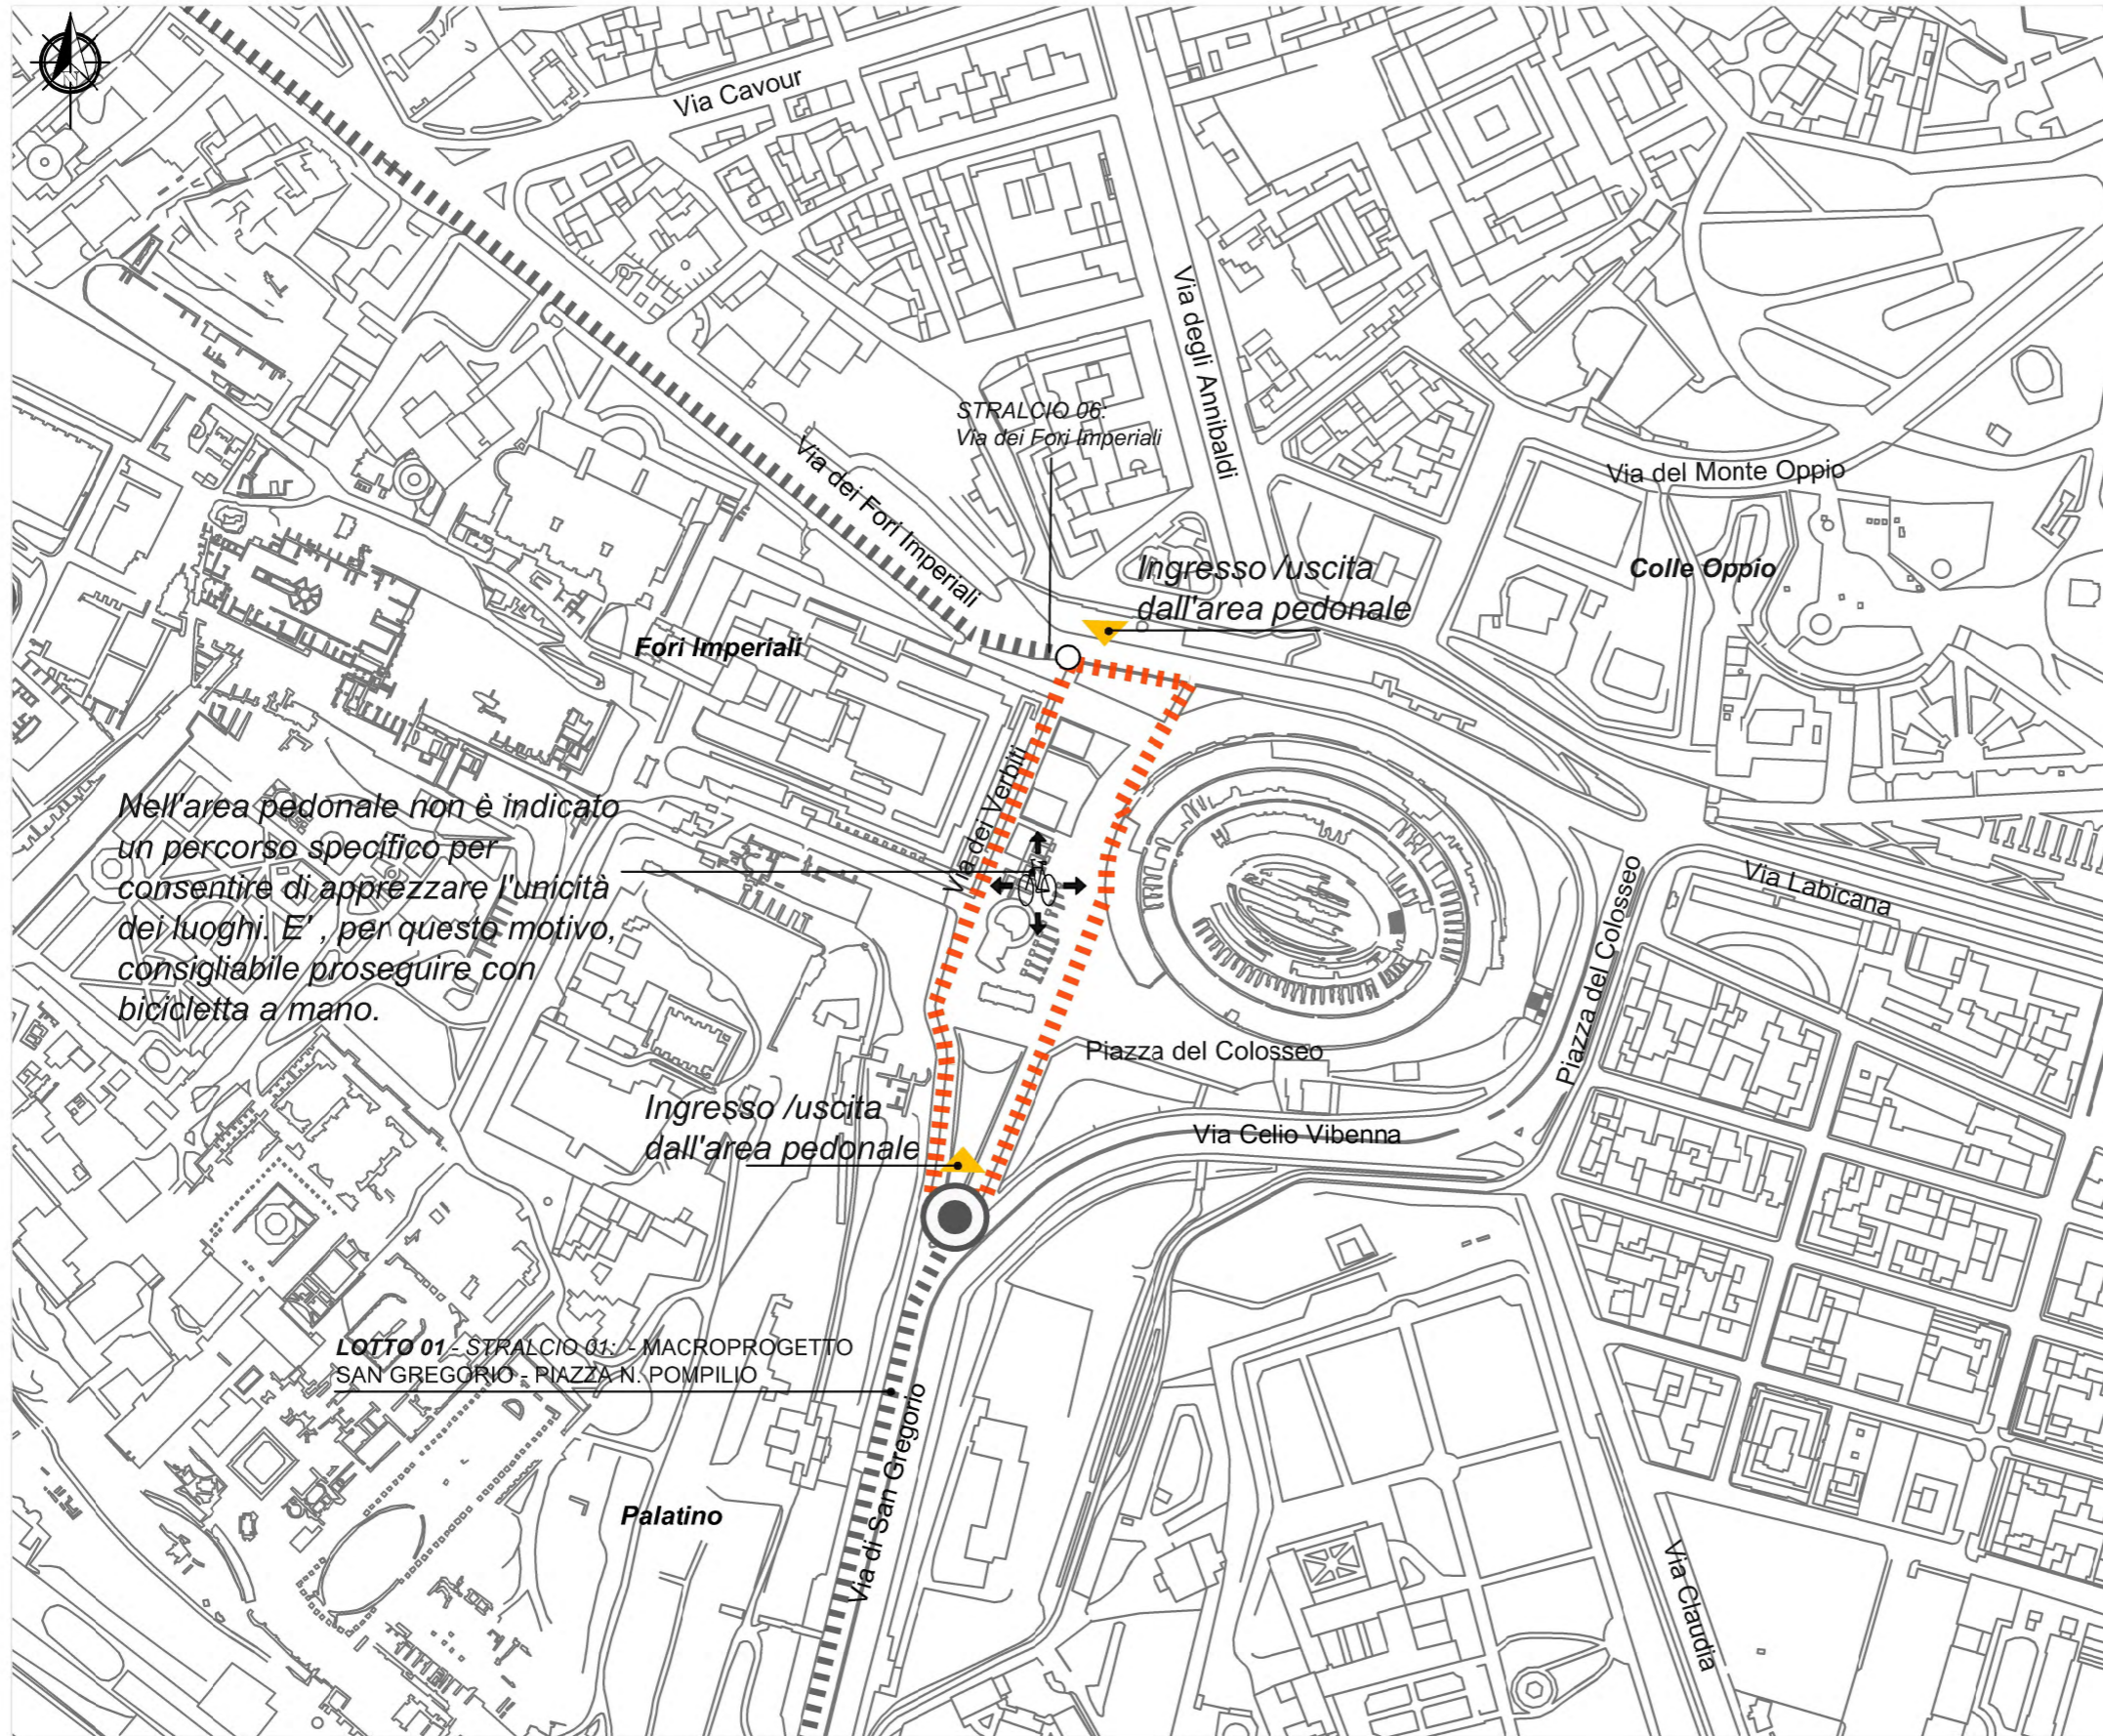 N
Via Cavour
Via degli Annibaldi
STRALCIO 06:
Via dei Fori Imperiali
Via dei Fori Imperiali
Via del Monte Oppio
Colle Oppio
Ingresso /uscita
dall'area pedonale
Fori Imperiali
Via dei Verbiti
Nell'area pedonale non è indicato
un percorso specifico per
consentire di apprezzare l'unicità
dei luoghi. E' , per questo motivo,
consigliabile proseguire con
bicicletta a mano.
Via Labicana
Piazza del Colosseo
Piazza del Colosseo
Ingresso /uscita
dall'area pedonale
Via Celio Vibenna
LOTTO 01 - STRALCIO 01: - MACROPROGETTO
SAN GREGORIO - PIAZZA N. POMPILIO
Via di San Gregorio
Palatino
Via Claudia